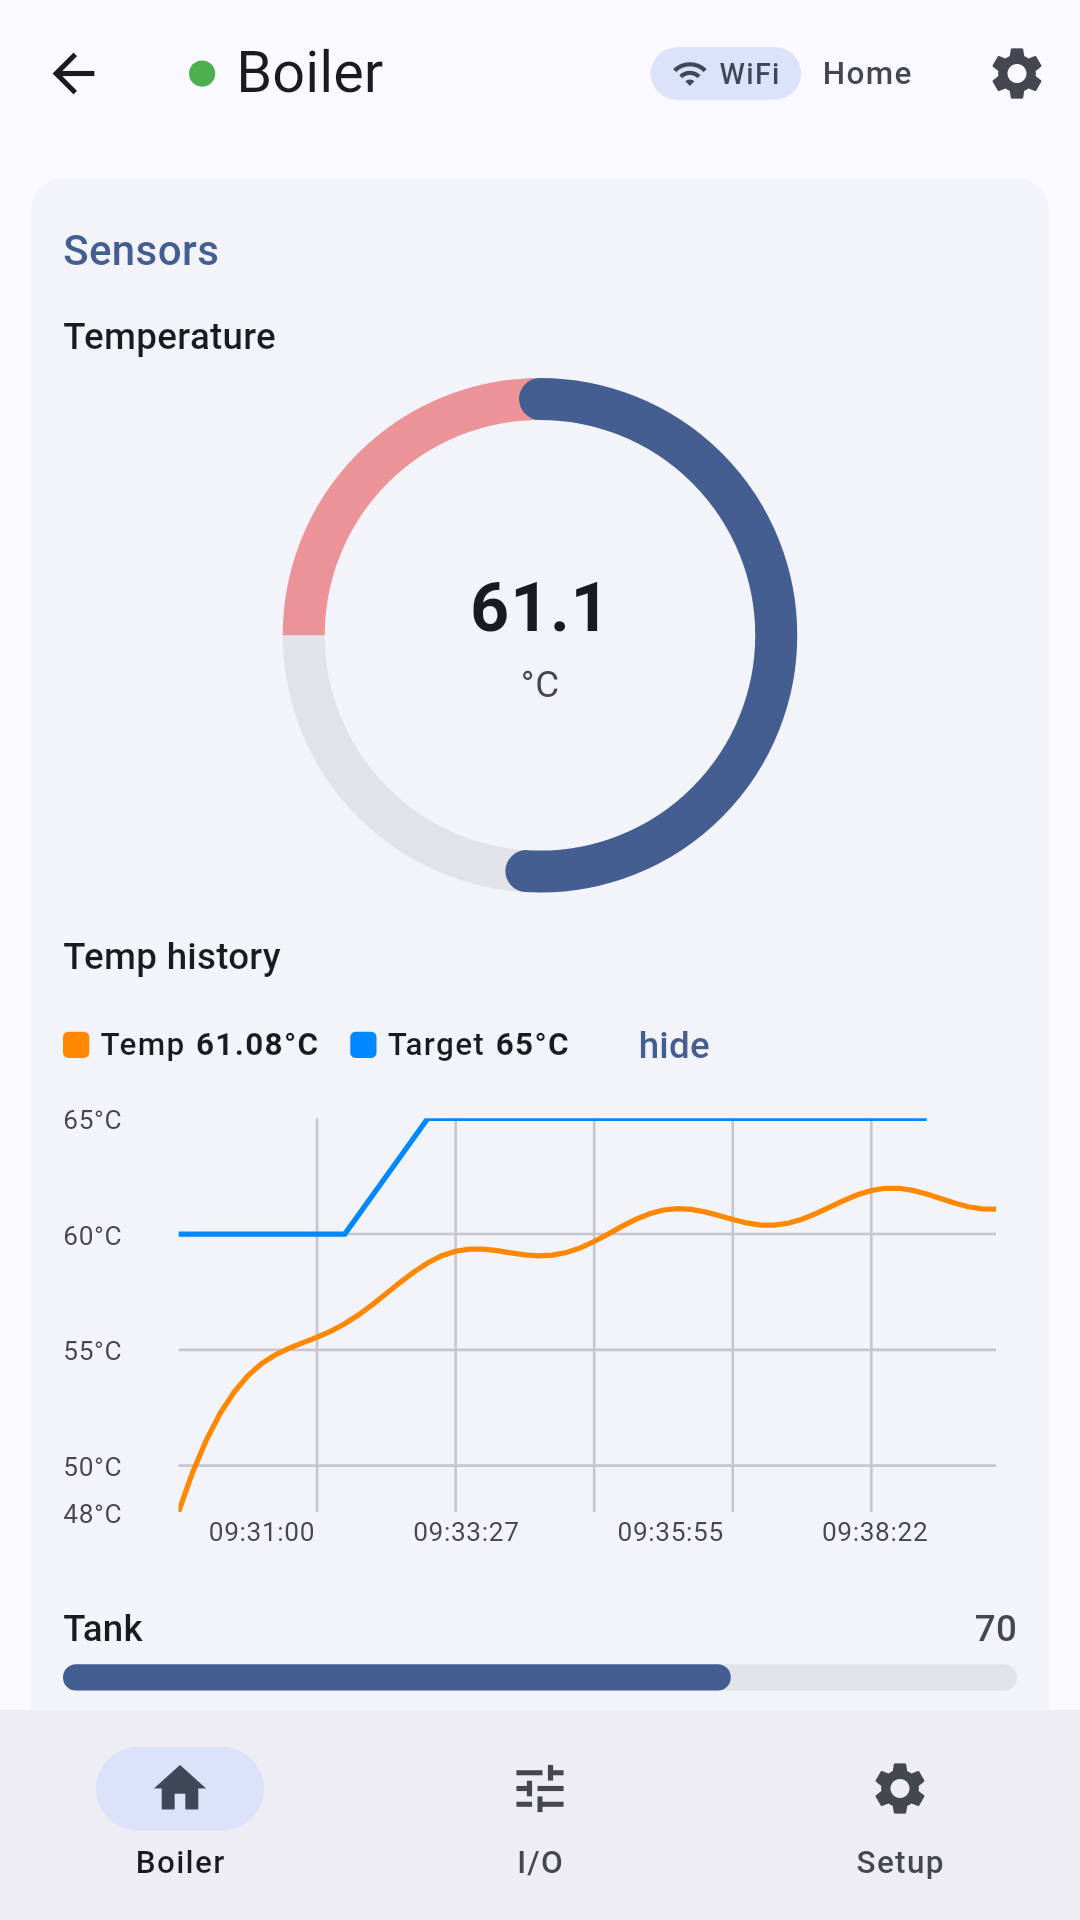 Boiler WiFi Home
Sensors
Temperature
61.1
°C
Temp history
Temp 61.08°C Target 65°C hide
65°C
60°C
55°C
50°C
48°C
09:31:00 09:33:27 09:35:55 09:38:22
Tank 70
Boiler I/O Setup